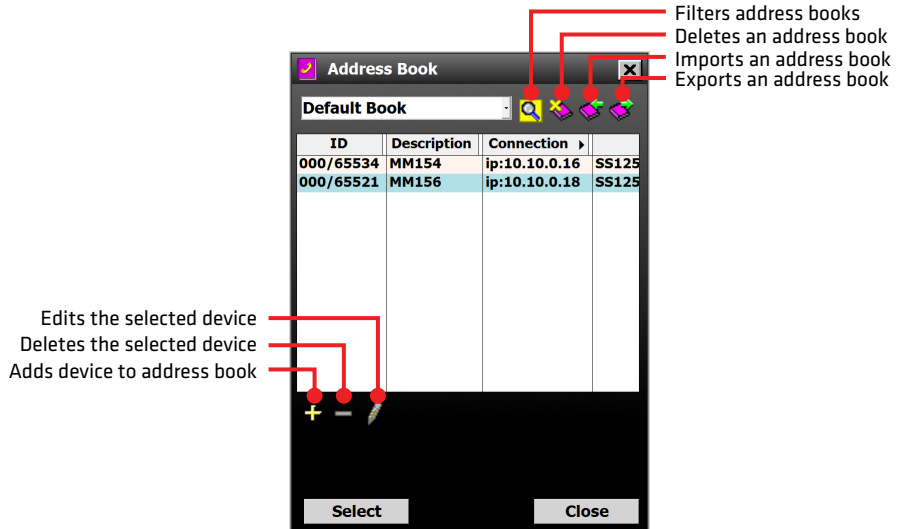 Filters address books
Deletes an address book
Imports an address book
Exports an address book
Address Book
Default Book
ID Description Connection
000/65534 MM154 ip:10.10.0.16 SS125
000/65521 MM156 ip:10.10.0.18 SS125
Edits the selected device
Deletes the selected device
Adds device to address book
Select Close